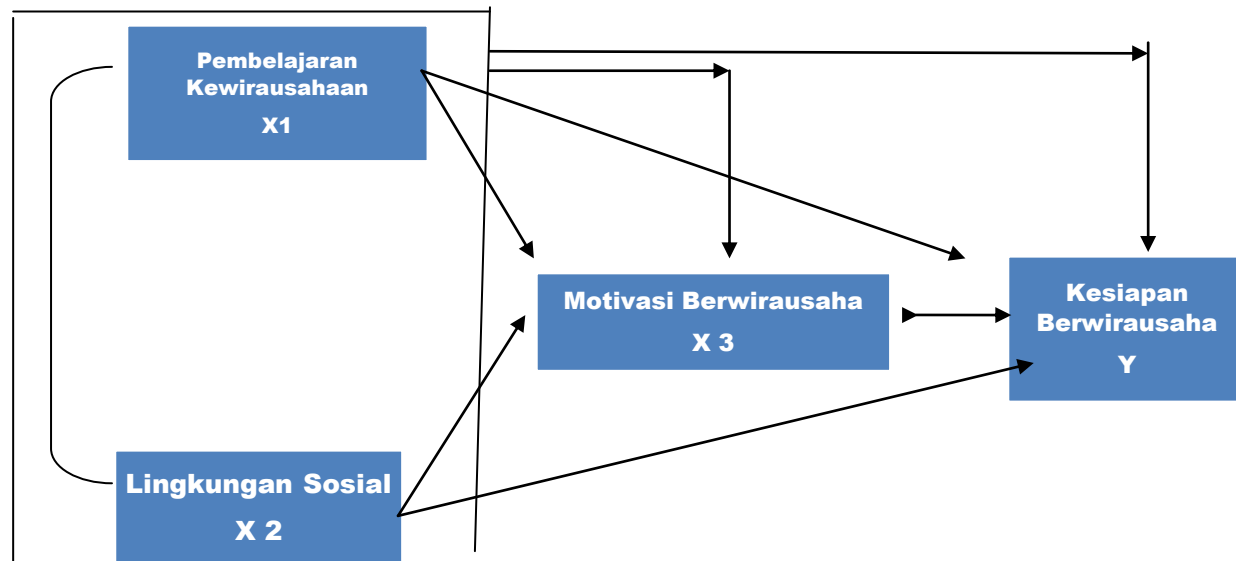 Pembelajaran
Kewirausahaan
X1
Motivasi Berwirausaha
X 3
Kesiapan
Berwirausaha
Y
Lingkungan Sosial
X 2